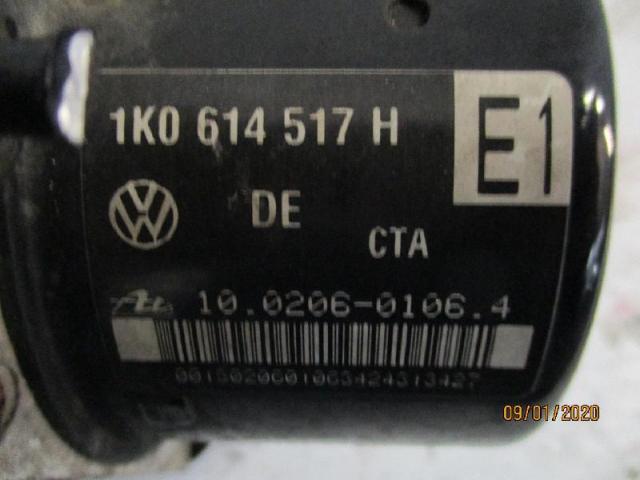 1K0 614 517 H
E1
DE
CTA
10.0206-0106.4
09/01/2020